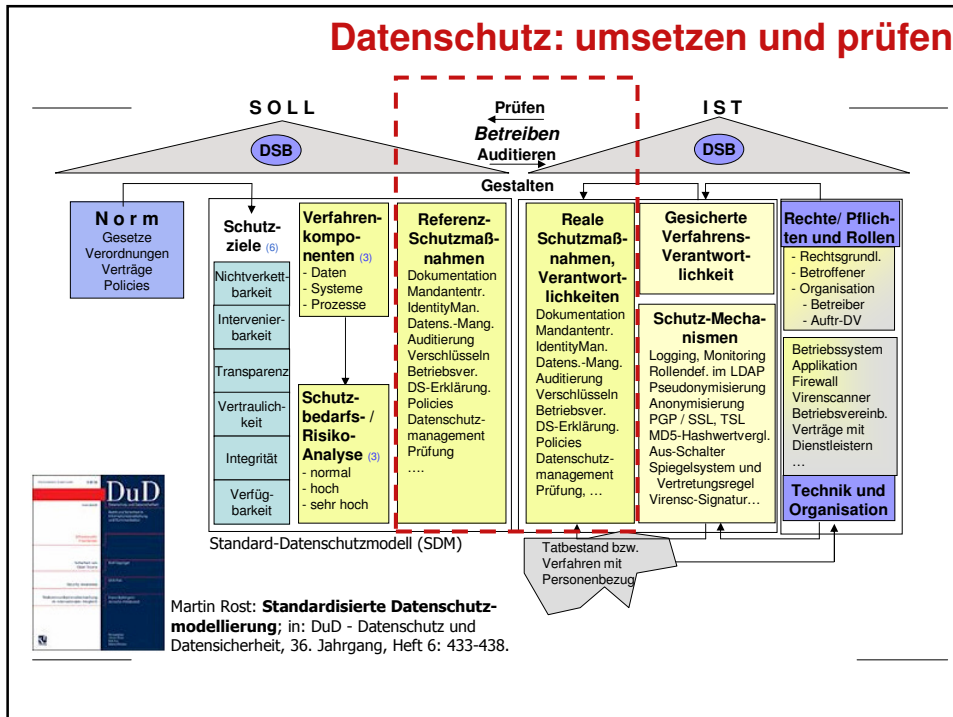 Datenschutz: umsetzen und prüfen
S O L L
Prüfen
I S T
Betreiben
DSB
Auditieren
DSB
Gestalten
N o r m
Gesetze
Verordnungen
Verträge
Policies
Schutz-
ziele (6)
Nichtverkett-
barkeit
Intervenier-
barkeit
Transparenz
Vertraulich-
keit
Integrität
Verfüg-
barkeit
Verfahren-
kompo-
nenten (3)
- Daten
- Systeme
- Prozesse
Schutz-
bedarfs- /
Risiko-
Analyse (3)
- normal
- hoch
- sehr hoch
Referenz-
Schutzmaß-
nahmen
Dokumentation
Mandantentr.
IdentityMan.
Datens.-Mang.
Auditierung
Verschlüsseln
Betriebsver.
DS-Erklärung.
Policies
Datenschutz-
management
Prüfung
….
Reale
Schutzmaß-
nahmen,
Verantwort-
lichkeiten
Dokumentation
Mandantentr.
IdentityMan.
Datens.-Mang.
Auditierung
Verschlüsseln
Betriebsver.
DS-Erklärung.
Policies
Datenschutz-
management
Prüfung, …
Gesicherte
Verfahrens-
Verantwort-
lichkeit
Schutz-Mecha-
nismen
Logging, Monitoring
Rollendef. im LDAP
Pseudonymisierung
Anonymisierung
PGP / SSL, TSL
MD5-Hashwertvergl.
Aus-Schalter
Spiegelsystem und
Vertretungsregel
Virensc-Signatur…
Rechte/ Pflich-
ten und Rollen
- Rechtsgrundl.
- Betroffener
- Organisation
- Betreiber
- Auftr-DV
Betriebssystem
Applikation
Firewall
Virenscanner
Betriebsvereinb.
Verträge mit
Dienstleistern
…
Technik und
Organisation
Standard-Datenschutzmodell (SDM)
Tatbestand bzw.
Verfahren mit
Personenbezug
DuD
Martin Rost: Standardisierte Datenschutz-
modellierung; in: DuD - Datenschutz und
Datensicherheit, 36. Jahrgang, Heft 6: 433-438.